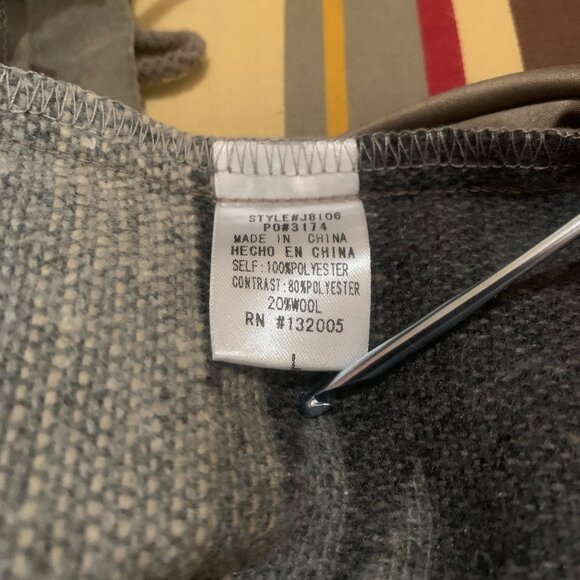 STYLE#J8106
PO#3174
MADE IN CHINA
HECHO EN CHINA
SELF:100%POLYESTER
CONTRAST:80%POLYESTER
20%WOOL
RN #132005
L